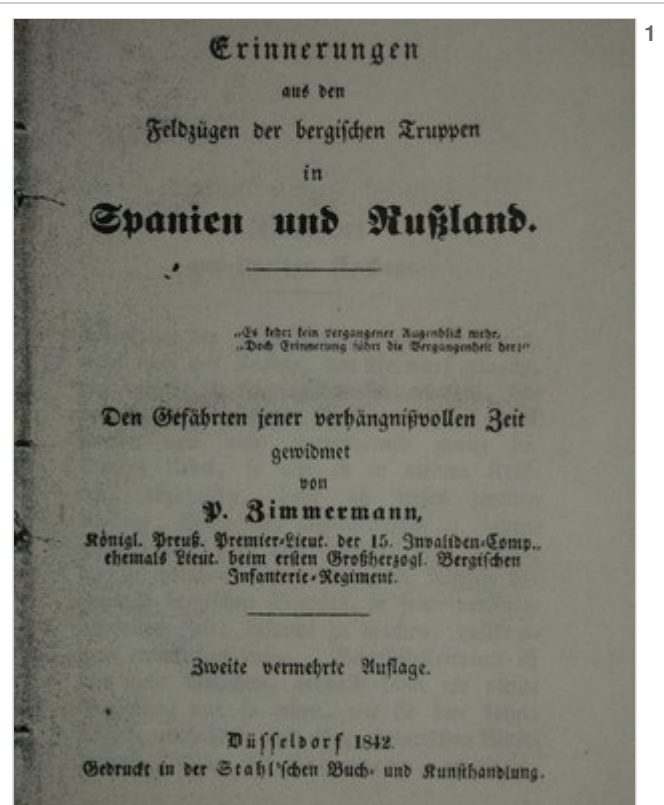 1
Erinnerungen
aus den
Feldzügen der bergischen Truppen
in
Spanien und Rußland.
„Es kehrt kein vergangener Augenblick mehr,
„Doch Erinnerung führt die Vergangenheit her!“
Den Gefährten jener verhängnißvollen Zeit
gewidmet
von
P. Zimmermann,
Königl. Preuß. Premier-Lieut. der 15. Invaliden-Comp.,
ehemals Lieut. beim ersten Großherzogl. Bergischen
Infanterie-Regiment.
Zweite vermehrte Auflage.
Düsseldorf 1842.
Gedruckt in der Stahl'schen Buch- und Kunsthandlung.